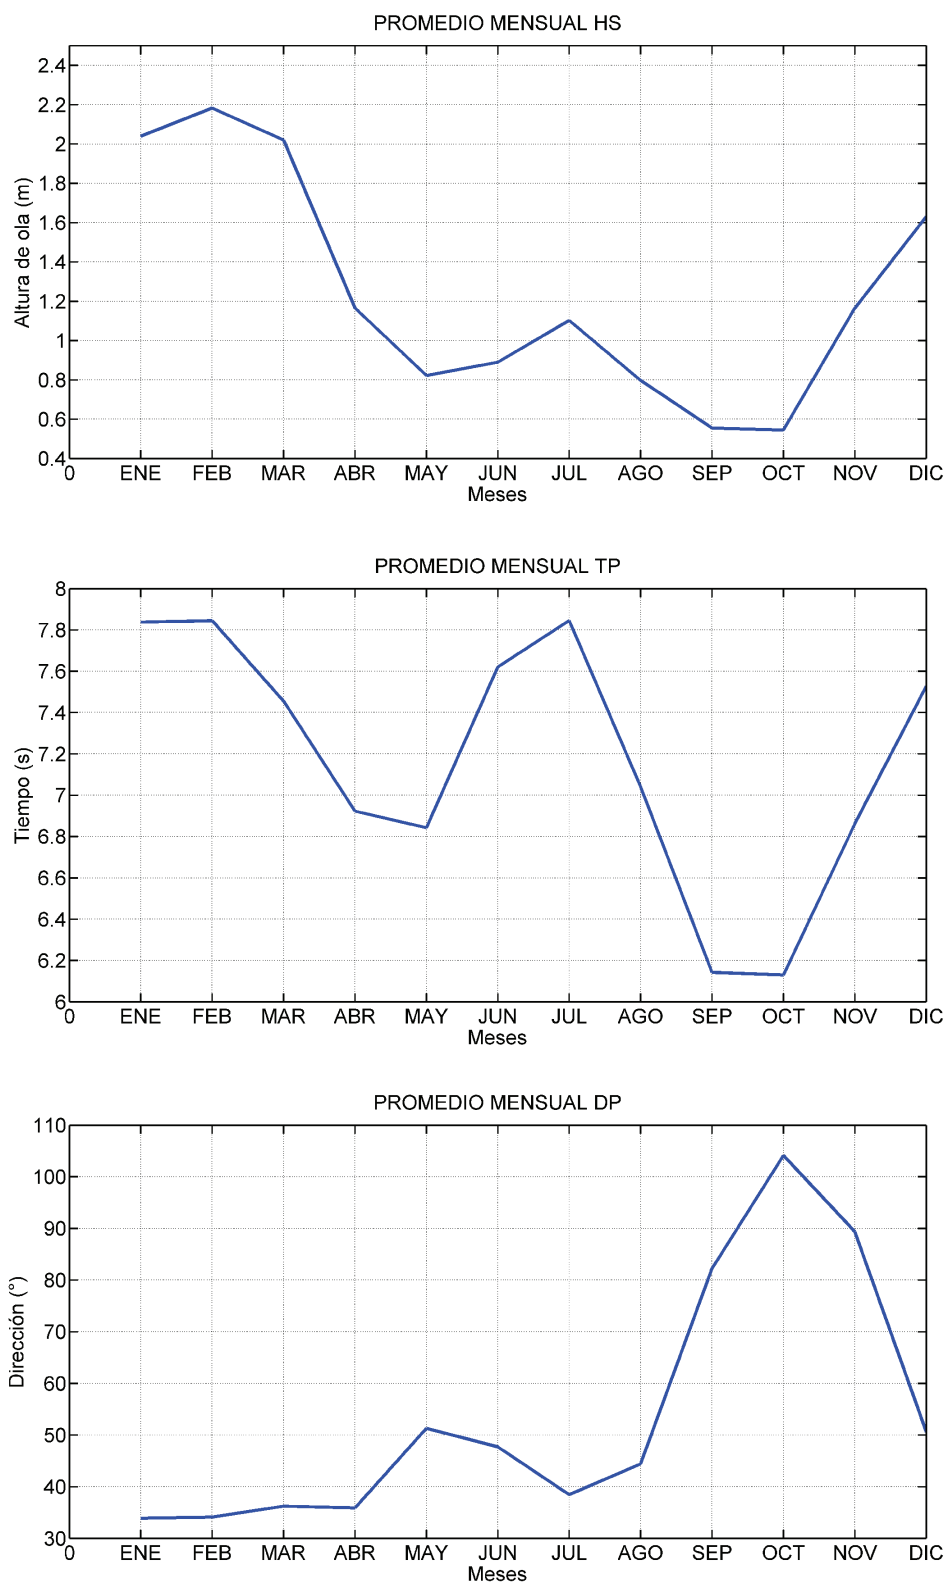 PROMEDIO MENSUAL HS
2.4
2.2
2
1.8
1.6
1.4
1.2
1
0.8
0.6
0.4
Altura de ola (m)
0 ENE FEB MAR ABR MAY JUN JUL AGO SEP OCT NOV DIC
Meses
PROMEDIO MENSUAL TP
8
7.8
7.6
7.4
7.2
7
6.8
6.6
6.4
6.2
6
Tiempo (s)
0 ENE FEB MAR ABR MAY JUN JUL AGO SEP OCT NOV DIC
Meses
PROMEDIO MENSUAL DP
110
100
90
80
70
60
50
40
30
Dirección (°)
0 ENE FEB MAR ABR MAY JUN JUL AGO SEP OCT NOV DIC
Meses